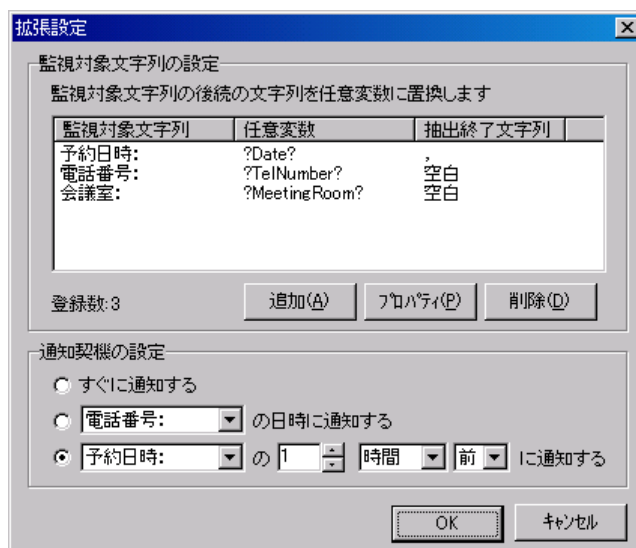 拡張設定
監視対象文字列の設定
監視対象文字列の後続の文字列を任意変数に置換します
監視対象文字列 任意変数 抽出終了文字列
予約日時: ?Date? ,
電話番号: ?TelNumber? 空白
会議室: ?MeetingRoom? 空白
登録数:3 追加(A) プロパティ(P) 削除(D)
通知契機の設定
すぐに通知する
電話番号: の日時に通知する
予約日時: の 1 時間 前 に通知する
OK キャンセル